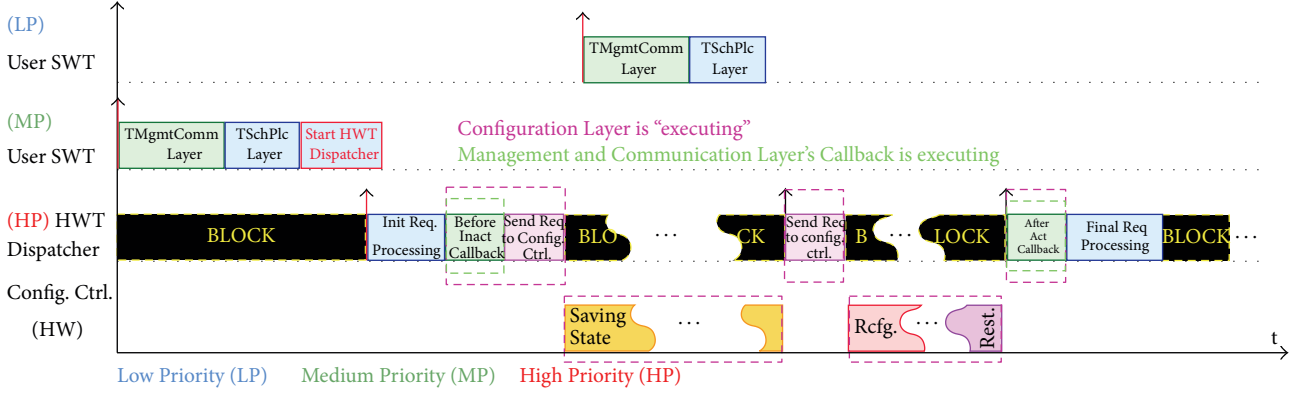 (LP)
User SWT
TMgmtComm
Layer
TSchPlc
Layer
(MP)
User SWT
TMgmtComm
Layer
TSchPlc
Layer
Start HWT
Dispatcher
Configuration Layer is “executing”
Management and Communication Layer’s Callback is executing
(HP) HWT
Dispatcher
BLOCK
Init Req.
Processing
Before
Inact
Callback
Send Req
to Config.
Ctrl.
BLO
...
CK
Send Req
to config.
ctrl.
B
...
LOCK
After
Act
Callback
Final Req
Processing
BLOCK
...
Config. Ctrl.
(HW)
Saving
State
...
Rcfg.
...
Rest.
t
Low Priority (LP)
Medium Priority (MP)
High Priority (HP)